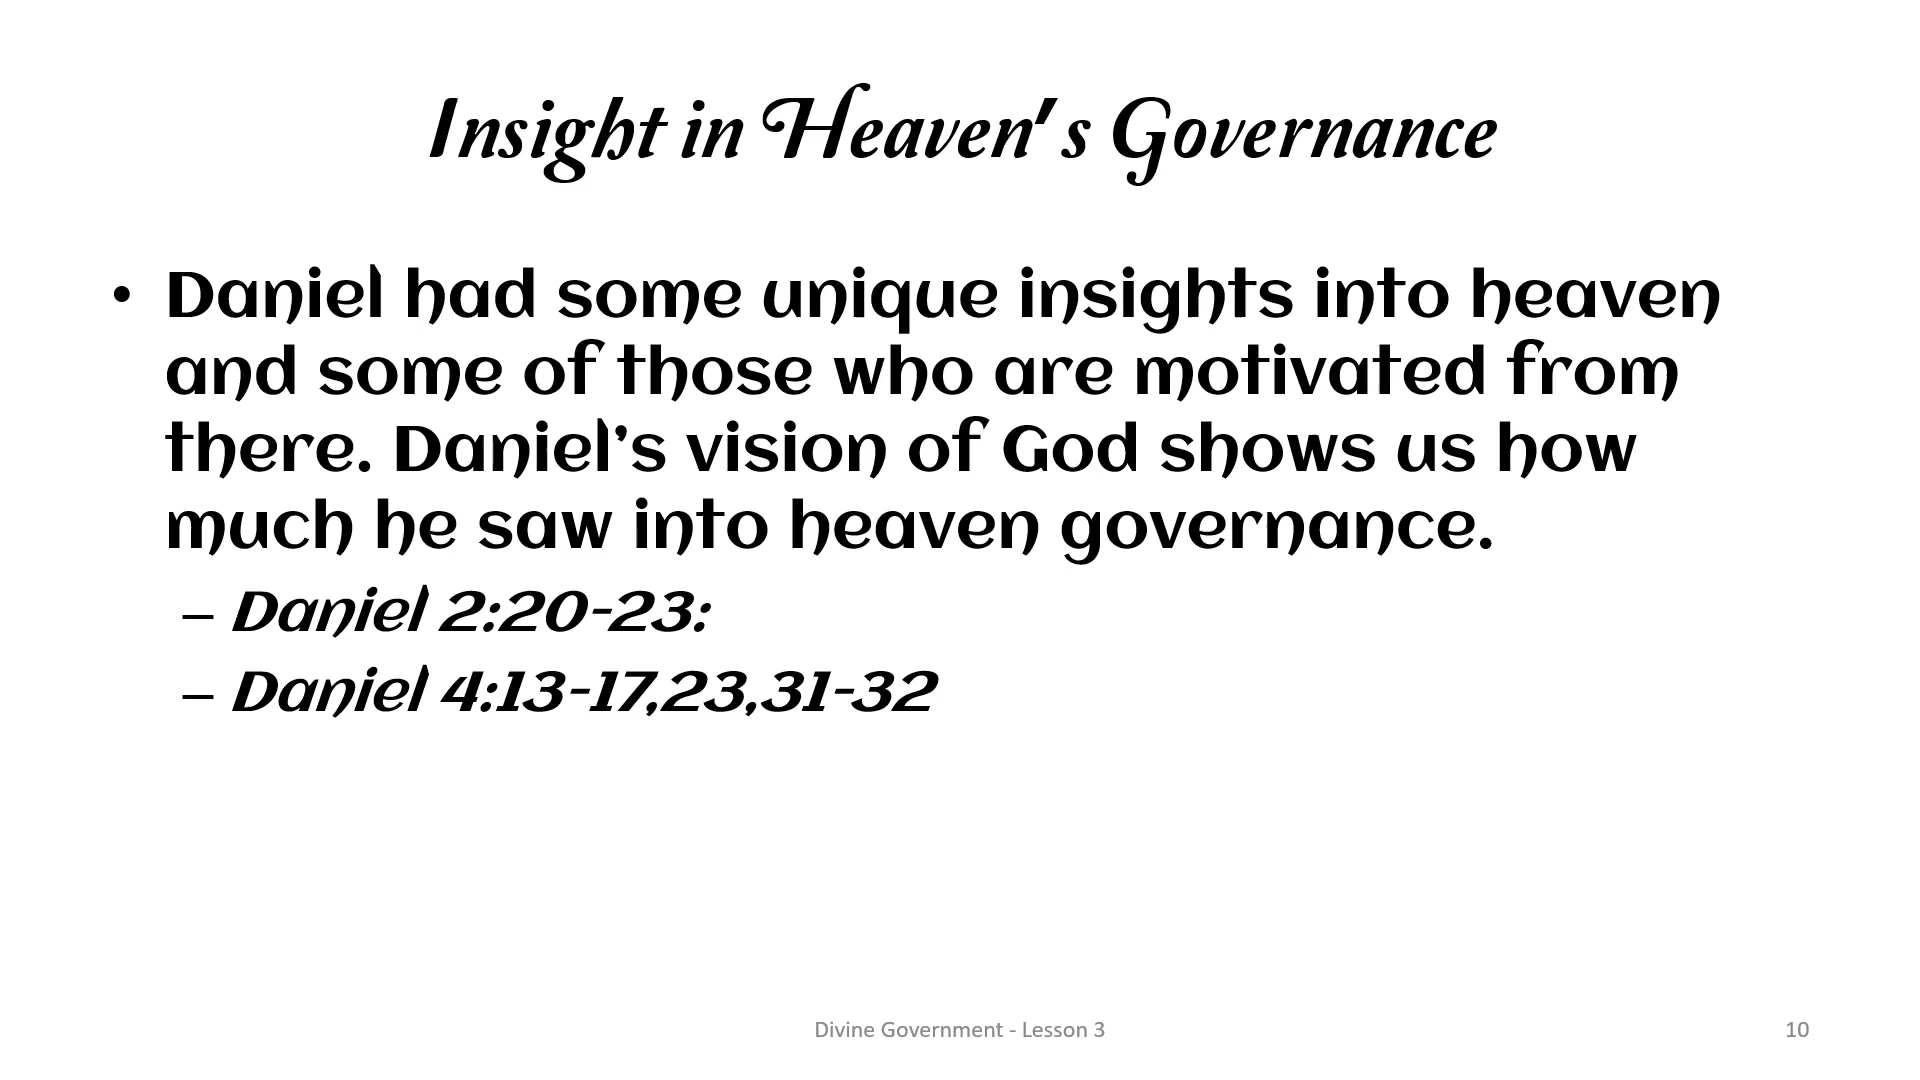 Insight in Heaven's Governance
• Daniel had some unique insights into heaven
and some of those who are motivated from
there. Daniel's vision of God shows us how
much he saw into heaven governance.
– Daniel 2:20-23:
– Daniel 4:13-17,23,31-32
Divine Government - Lesson 3
10